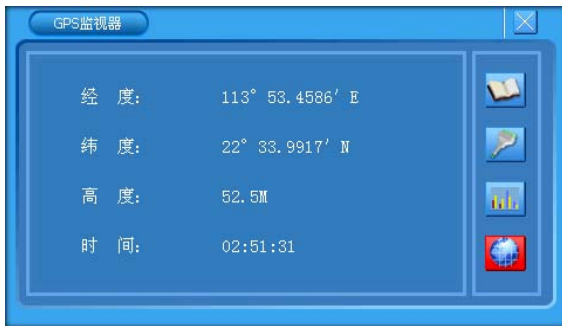 GPS监视器
经 度: 113° 53.4586′ E
纬 度: 22° 33.9917′ N
高 度: 52.5M
时 间: 02:51:31